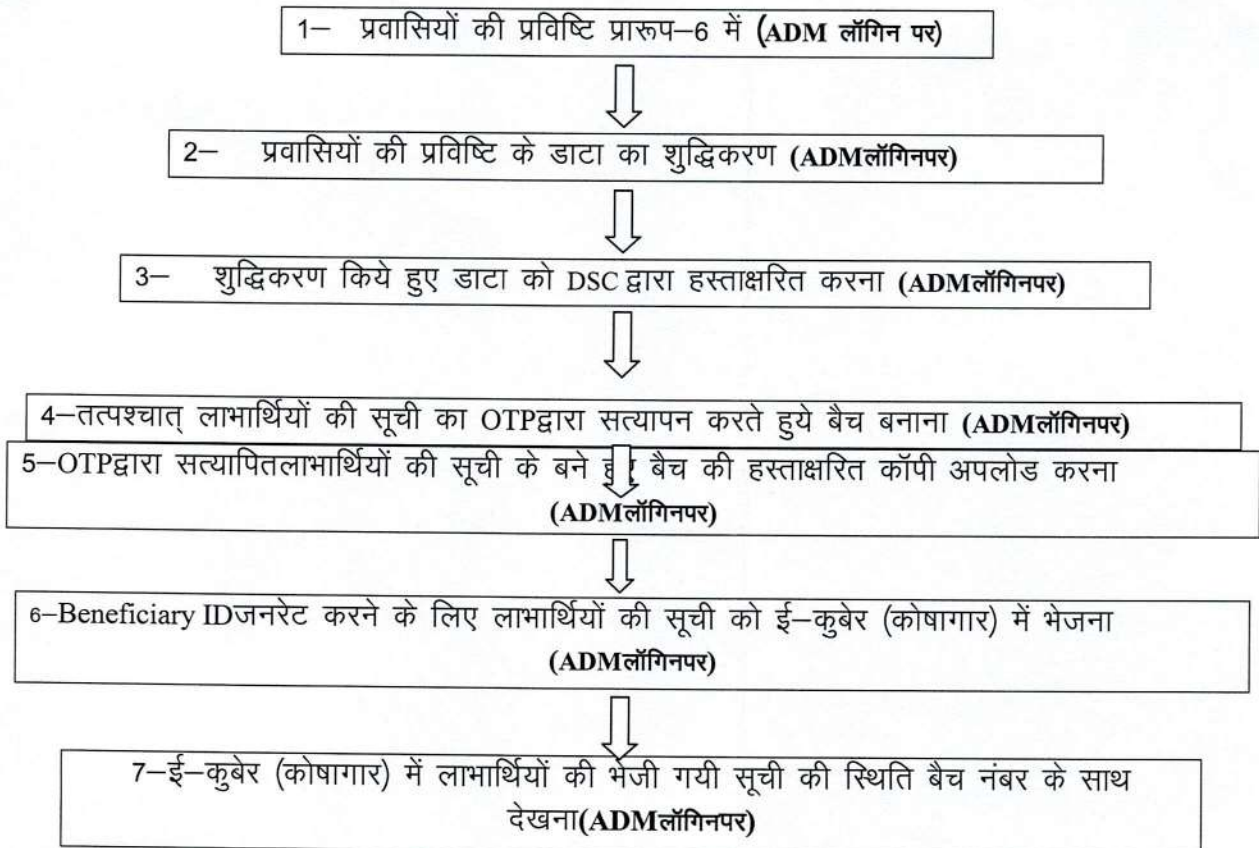 1– प्रवासियों की प्रविष्टि प्रारूप–6 में (ADM लॉगिन पर)
2– प्रवासियों की प्रविष्टि के डाटा का शुद्धिकरण (ADMलॉगिनपर)
3– शुद्धिकरण किये हुए डाटा को DSC द्वारा हस्ताक्षरित करना (ADMलॉगिनपर)
4–तत्पश्चात् लाभार्थियों की सूची का OTPद्वारा सत्यापन करते हुये बैच बनाना (ADMलॉगिनपर)
5–OTPद्वारा सत्यापितलाभार्थियों की सूची के बने बैच की हस्ताक्षरित कॉपी अपलोड करना
(ADMलॉगिनपर)
6–Beneficiary IDजनरेट करने के लिए लाभार्थियों की सूची को ई–कुबेर (कोषागार) में भेजना
(ADMलॉगिनपर)
7–ई–कुबेर (कोषागार) में लाभार्थियों की भेजी गयी सूची की स्थिति बैच नंबर के साथ
देखना(ADMलॉगिनपर)